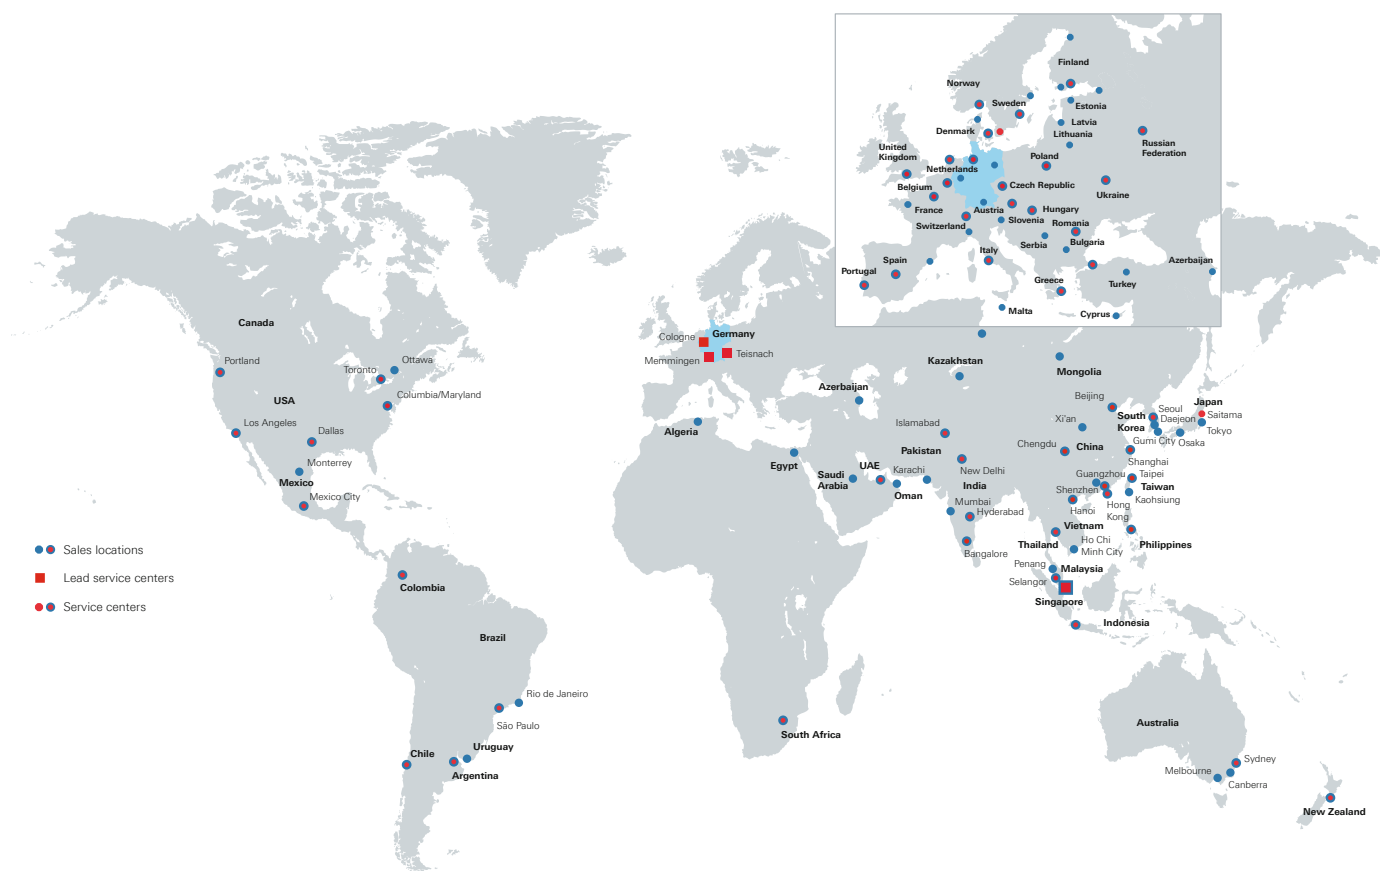 Finland
Norway
Sweden
Estonia
Latvia
Denmark
Lithuania
Russian
Federation
United
Kingdom
Poland
Netherlands
Czech Republic
Belgium
Ukraine
France
Austria
Hungary
Slovenia
Romania
Switzerland
Serbia
Bulgaria
Italy
Spain
Azerbaijan
Portugal
Greece
Turkey
Malta
Cyprus
Canada
Portland
Toronto
Ottawa
Columbia/Maryland
USA
Los Angeles
Dallas
Monterrey
Mexico
Mexico City
Sales locations
Lead service centers
Service centers
Colombia
Brazil
Rio de Janeiro
São Paulo
Uruguay
Chile
Argentina
Cologne
Germany
Memmingen
Teisnach
Algeria
Egypt
Azerbaijan
Saudi
Arabia
UAE
Oman
South Africa
Kazakhstan
Mongolia
Islamabad
Pakistan
Karachi
New Delhi
India
Mumbai
Hyderabad
Bangalore
Beijing
Xi'an
Chengdu
China
South
Korea
Seoul
Daejeon
Gumi City
Japan
Saitama
Tokyo
Osaka
Shanghai
Guangzhou
Taipei
Shenzhen
Taiwan
Kaohsiung
Hanoi
Hong
Kong
Vietnam
Thailand
Ho Chi
Minh City
Philippines
Penang
Malaysia
Selangor
Singapore
Indonesia
Australia
Sydney
Melbourne
Canberra
New Zealand